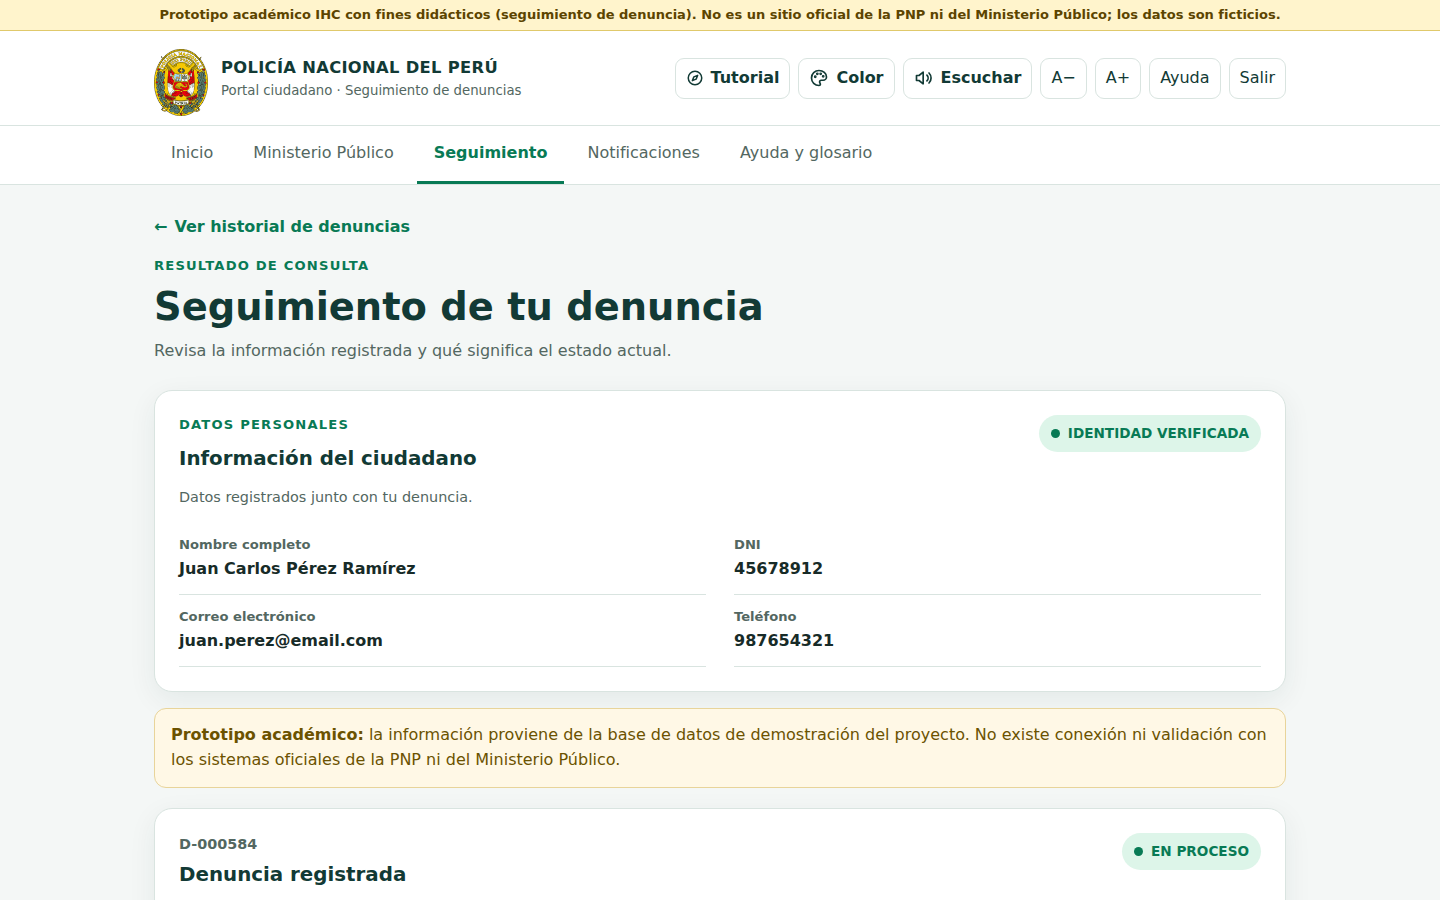 Prototipo académico IHC con fines didácticos (seguimiento de denuncia). No es un sitio oficial de la PNP ni del Ministerio Público; los datos son ficticios.
POLICÍA NACIONAL DEL PERÚ
Portal ciudadano · Seguimiento de denuncias
Tutorial
Color
Escuchar
A−
A+
Ayuda
Salir
Inicio
Ministerio Público
Seguimiento
Notificaciones
Ayuda y glosario
← Ver historial de denuncias
RESULTADO DE CONSULTA
Seguimiento de tu denuncia
Revisa la información registrada y qué significa el estado actual.
DATOS PERSONALES
IDENTIDAD VERIFICADA
Información del ciudadano
Datos registrados junto con tu denuncia.
Nombre completo
Juan Carlos Pérez Ramírez
DNI
45678912
Correo electrónico
juan.perez@email.com
Teléfono
987654321
Prototipo académico: la información proviene de la base de datos de demostración del proyecto. No existe conexión ni validación con
los sistemas oficiales de la PNP ni del Ministerio Público.
D-000584
EN PROCESO
Denuncia registrada